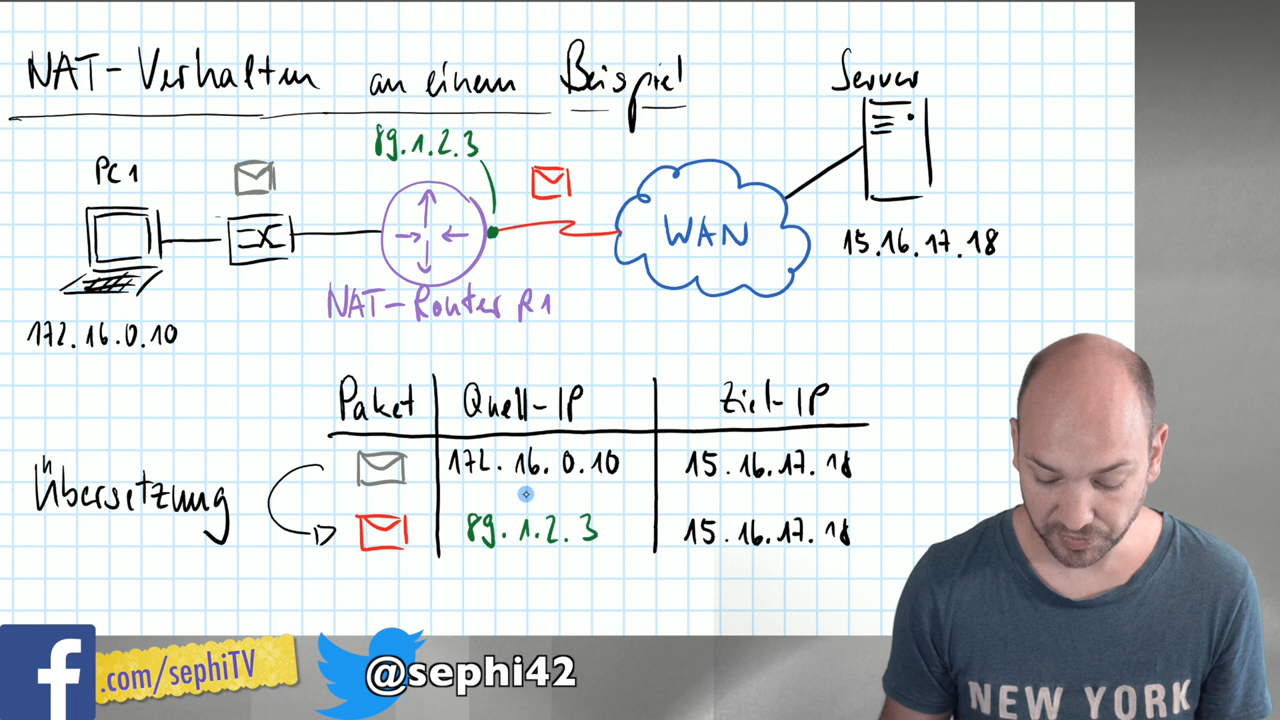 NAT-Verhalten an einem Beispiel
Server
89.1.2.3
PC1
WAN
15.16.17.18
NAT-Router R1
172.16.0.10
Paket Quell-IP Ziel-IP
172.16.0.10 15.16.17.18
Übersetzung
89.1.2.3 15.16.17.18
f .com/sephiTV
@sephi42
NEW YORK